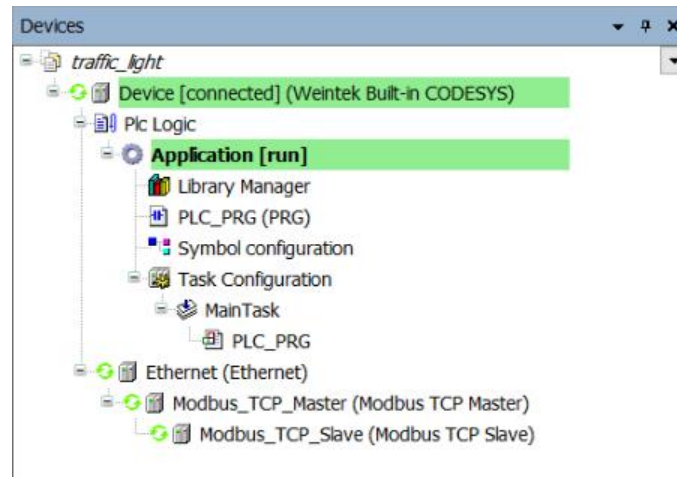 Devices
traffic_light
Device [connected] (Weintek Built-in CODESYS)
Plc Logic
Application [run]
Library Manager
PLC_PRG (PRG)
Symbol configuration
Task Configuration
MainTask
PLC_PRG
Ethernet (Ethernet)
Modbus_TCP_Master (Modbus TCP Master)
Modbus_TCP_Slave (Modbus TCP Slave)